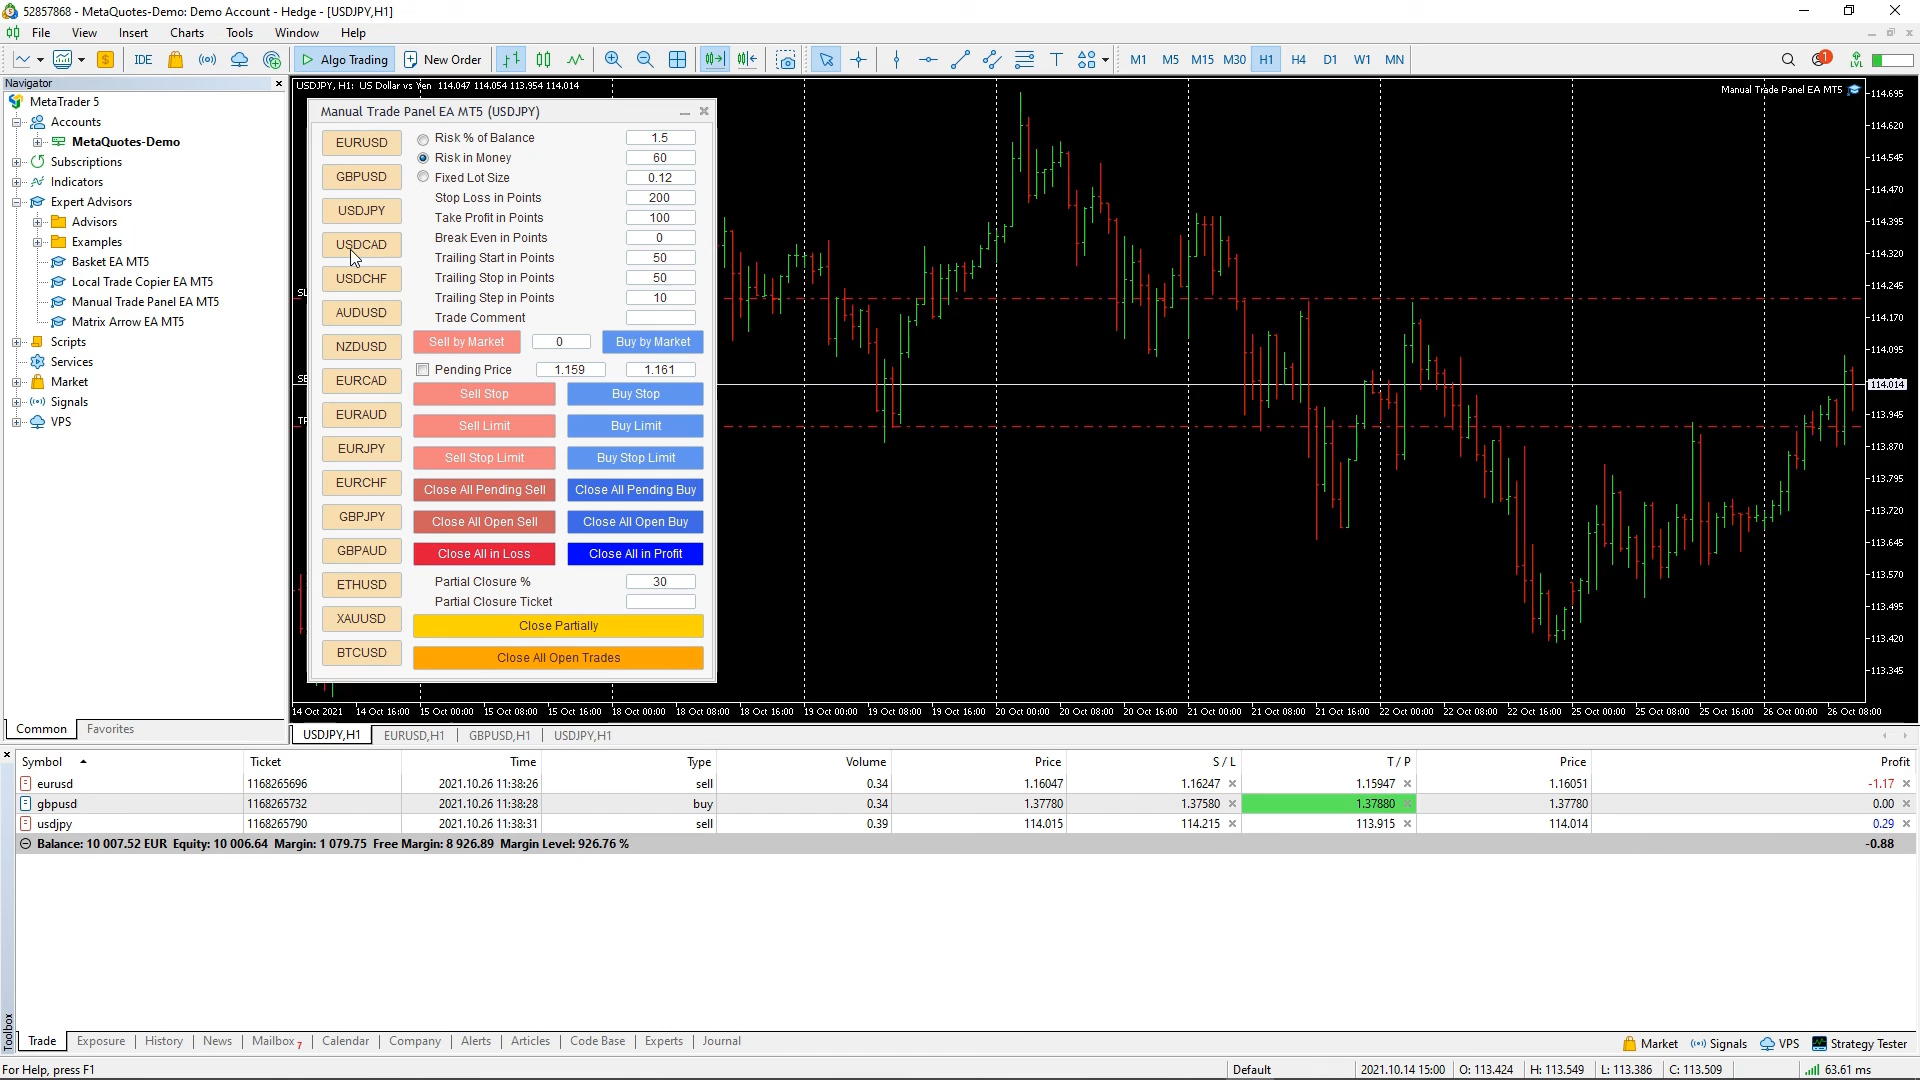 52857868 - MetaQuotes-Demo: Demo Account - Hedge - [USDJPY,H1]
File View Insert Charts Tools Window Help
IDE Algo Trading New Order M1 M5 M15 M30 H1 H4 D1 W1 MN 1 LVL
Navigator
MetaTrader 5
Accounts
MetaQuotes-Demo
Subscriptions
Indicators
Expert Advisors
Advisors
Examples
Basket EA MT5
Local Trade Copier EA MT5
Manual Trade Panel EA MT5
Matrix Arrow EA MT5
Scripts
Services
Market
Signals
VPS
Common Favorites
USDJPY, H1: US Dollar vs Yen 114.047 114.054 113.954 114.014
Manual Trade Panel EA MT5
Manual Trade Panel EA MT5 (USDJPY)
EURUSD
GBPUSD
USDJPY
USDCAD
USDCHF
AUDUSD
NZDUSD
EURCAD
EURAUD
EURJPY
EURCHF
GBPJPY
GBPAUD
ETHUSD
XAUUSD
BTCUSD
Risk % of Balance 1.5
Risk in Money 60
Fixed Lot Size 0.12
Stop Loss in Points 200
Take Profit in Points 100
Break Even in Points 0
Trailing Start in Points 50
Trailing Stop in Points 50
Trailing Step in Points 10
Trade Comment
Sell by Market 0 Buy by Market
Pending Price 1.159 1.161
Sell Stop Buy Stop
Sell Limit Buy Limit
Sell Stop Limit Buy Stop Limit
Close All Pending Sell Close All Pending Buy
Close All Open Sell Close All Open Buy
Close All in Loss Close All in Profit
Partial Closure % 30
Partial Closure Ticket
Close Partially
Close All Open Trades
114.695
114.620
114.545
114.470
114.395
114.320
114.245
114.170
114.095
114.014
113.945
113.870
113.795
113.720
113.645
113.570
113.495
113.420
113.345
14 Oct 2021 14 Oct 16:00 15 Oct 00:00 15 Oct 08:00 15 Oct 16:00 18 Oct 00:00 18 Oct 08:00 18 Oct 16:00 19 Oct 00:00 19 Oct 08:00 19 Oct 16:00 20 Oct 00:00 20 Oct 08:00 20 Oct 16:00 21 Oct 00:00 21 Oct 08:00 21 Oct 16:00 22 Oct 00:00 22 Oct 08:00 22 Oct 16:00 25 Oct 00:00 25 Oct 08:00 25 Oct 16:00 26 Oct 00:00 26 Oct 08:00
USDJPY,H1 EURUSD,H1 GBPUSD,H1 USDJPY,H1
Symbol Ticket Time Type Volume Price S / L T / P Price Profit
eurusd 1168265696 2021.10.26 11:38:26 sell 0.34 1.16047 1.16247 1.15947 1.16051 -1.17
gbpusd 1168265732 2021.10.26 11:38:28 buy 0.34 1.37780 1.37580 1.37880 1.37780 0.00
usdjpy 1168265790 2021.10.26 11:38:31 sell 0.39 114.015 114.215 113.915 114.014 0.29
Balance: 10 007.52 EUR Equity: 10 006.64 Margin: 1 079.75 Free Margin: 8 926.89 Margin Level: 926.76 % -0.88
Toolbox
Trade Exposure History News Mailbox 7 Calendar Company Alerts Articles Code Base Experts Journal
Market Signals VPS Strategy Tester
For Help, press F1 Default 2021.10.14 15:00 O: 113.424 H: 113.549 L: 113.386 C: 113.509 63.61 ms